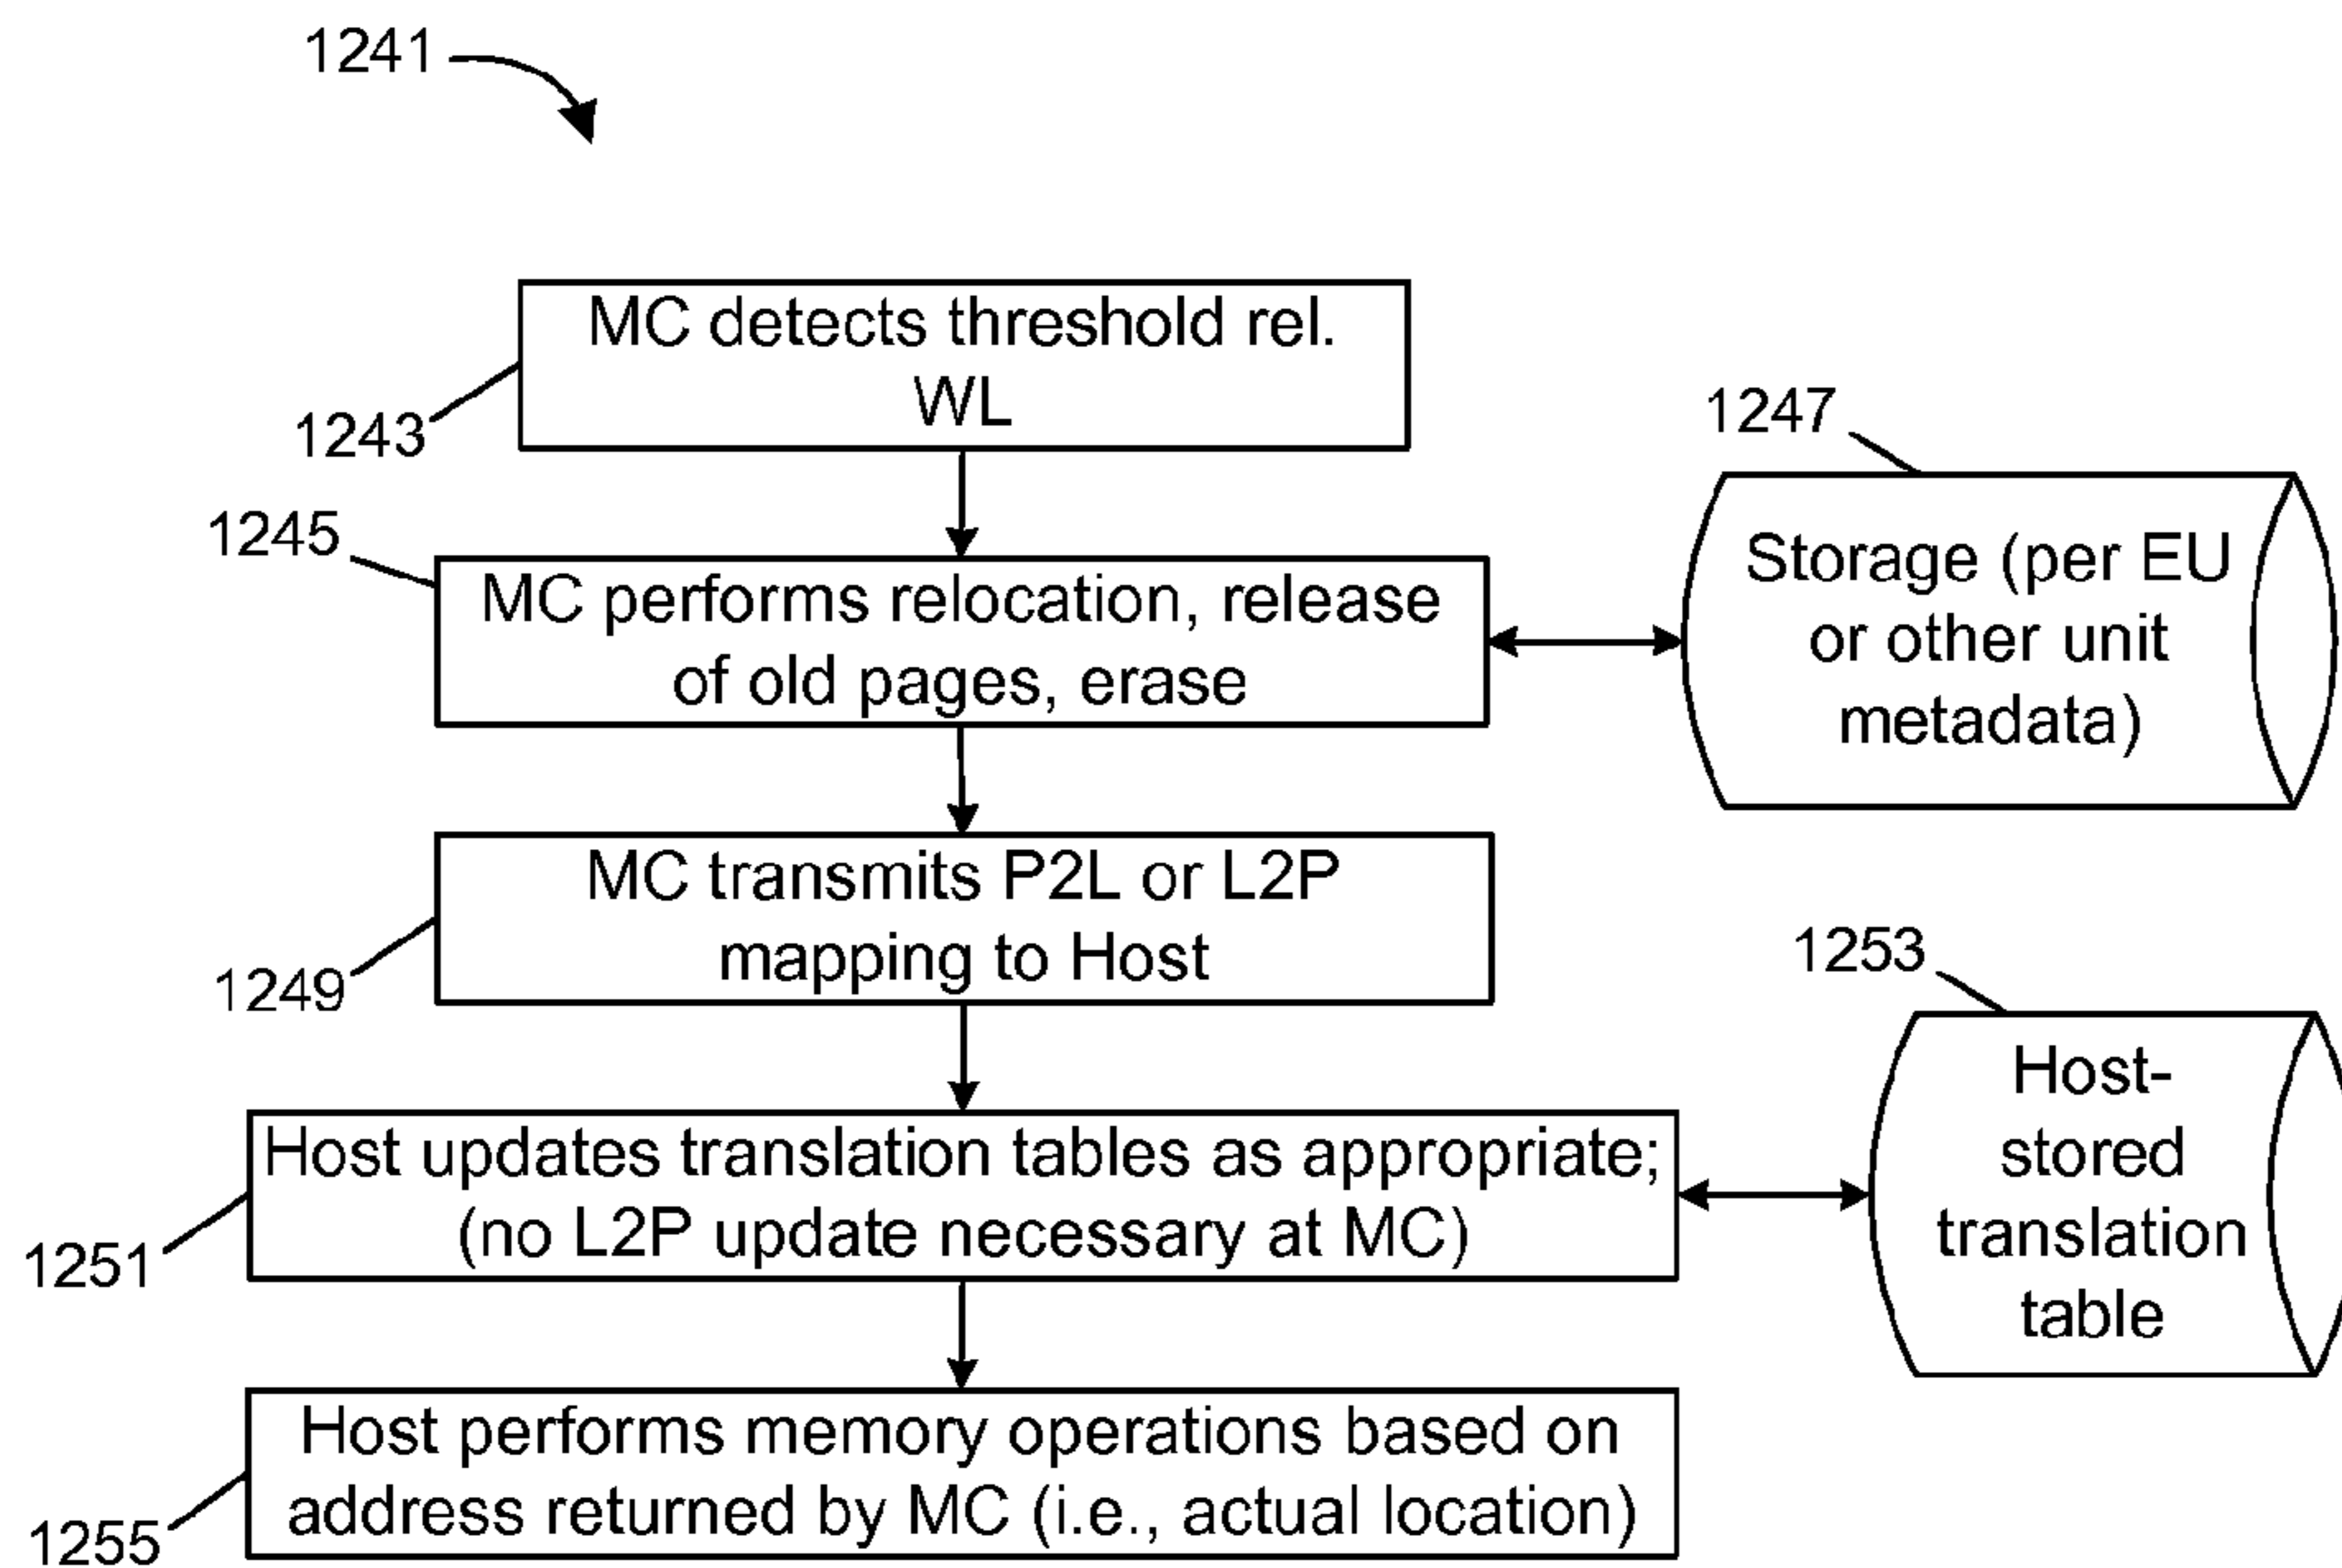 1241
MC detects threshold rel.
WL
1243
1245
MC performs relocation, release
of old pages, erase
1247
Storage (per EU
or other unit
metadata)
MC transmits P2L or L2P
mapping to Host
1249
1253
Host-
stored
translation
table
Host updates translation tables as appropriate;
(no L2P update necessary at MC)
1251
Host performs memory operations based on
address returned by MC (i.e., actual location)
1255